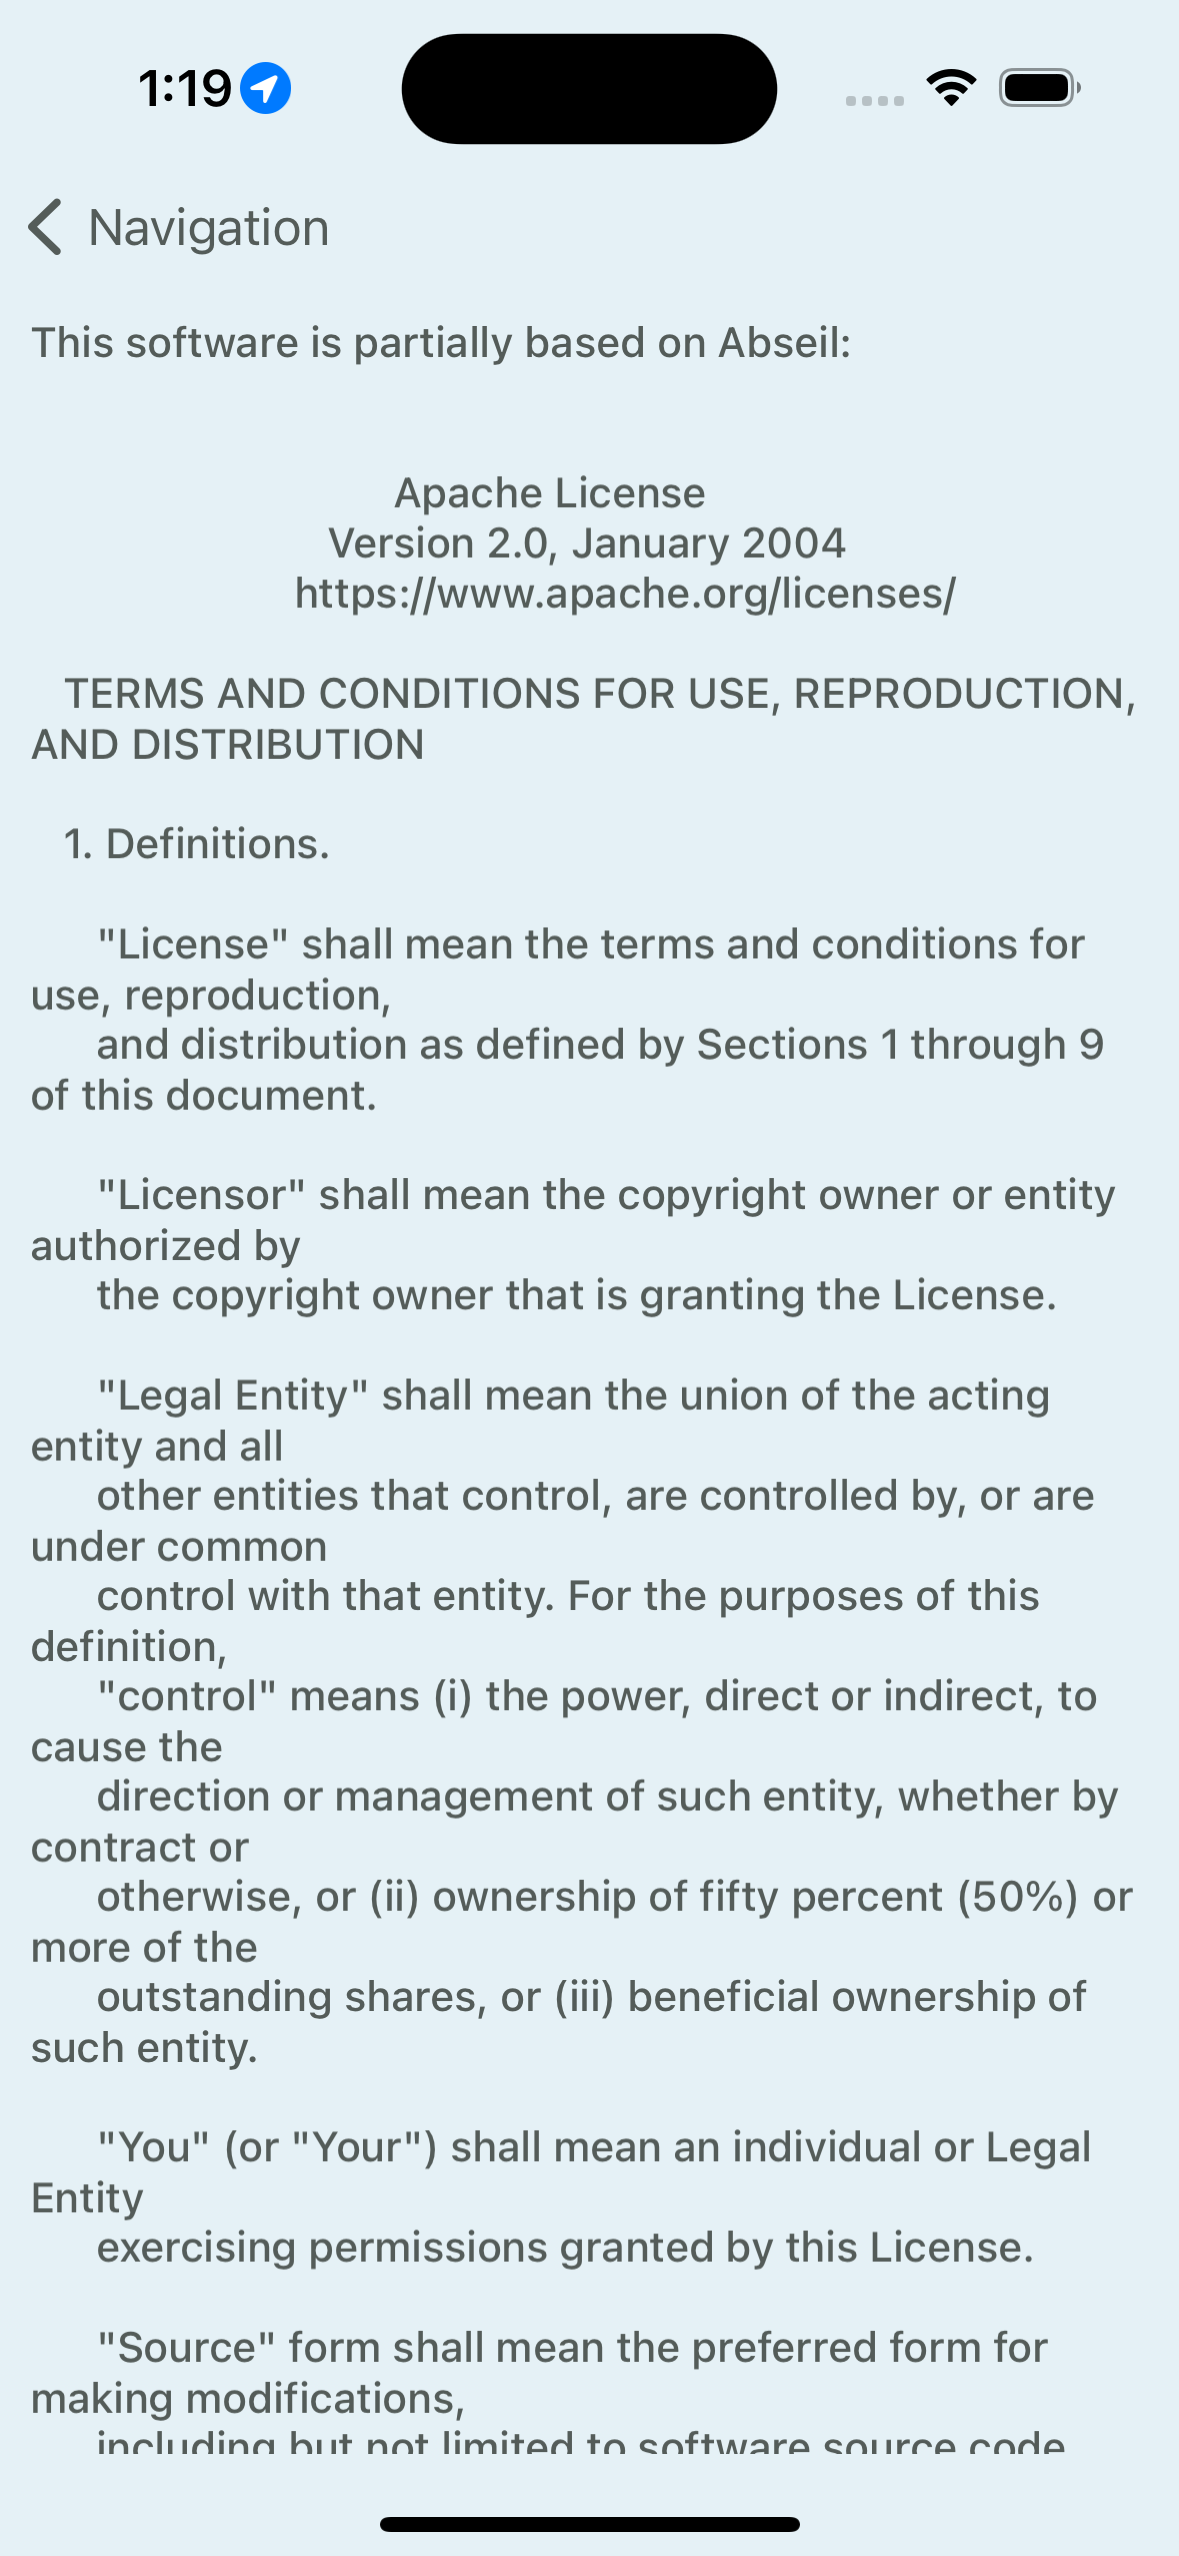 1:19
Navigation
This software is partially based on Abseil:
Apache License
Version 2.0, January 2004
https://www.apache.org/licenses/
TERMS AND CONDITIONS FOR USE, REPRODUCTION,
AND DISTRIBUTION
1. Definitions.
"License" shall mean the terms and conditions for
use, reproduction,
and distribution as defined by Sections 1 through 9
of this document.
"Licensor" shall mean the copyright owner or entity
authorized by
the copyright owner that is granting the License.
"Legal Entity" shall mean the union of the acting
entity and all
other entities that control, are controlled by, or are
under common
control with that entity. For the purposes of this
definition,
"control" means (i) the power, direct or indirect, to
cause the
direction or management of such entity, whether by
contract or
otherwise, or (ii) ownership of fifty percent (50%) or
more of the
outstanding shares, or (iii) beneficial ownership of
such entity.
"You" (or "Your") shall mean an individual or Legal
Entity
exercising permissions granted by this License.
"Source" form shall mean the preferred form for
making modifications,
including but not limited to software source code